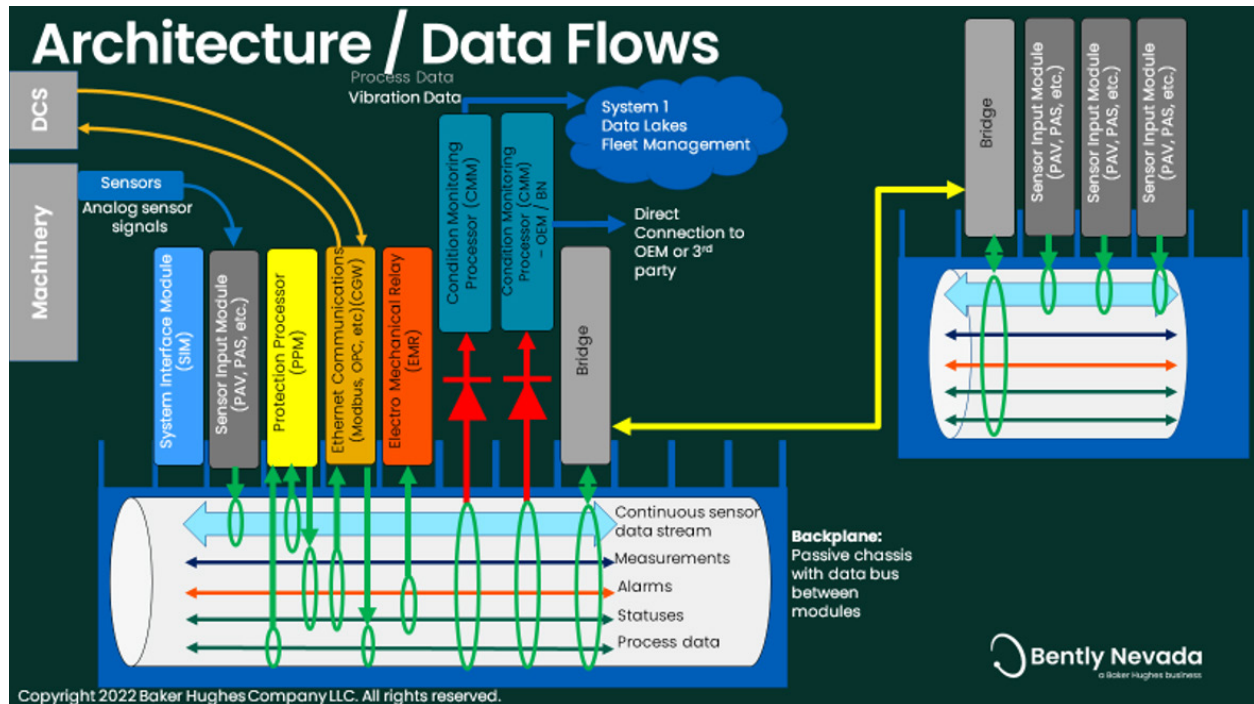 Architecture / Data Flows
DCS
Machinery
Process Data
Vibration Data
Sensors
Analog sensor
signals
System 1
Data Lakes
Fleet Management
Direct
Connection to
OEM or 3rd
party
System Interface Module
(SIM)
Sensor Input Module
(PAV, PAS, etc.)
Protection Processor
(PPM)
Ethernet Communications
(Modbus, OPC, etc)(CGW)
Electro Mechanical Relay
(EMR)
Condition Monitoring
Processor (CMM)
Condition Monitoring
Processor (CMM)
- OEM / BN
Bridge
Bridge
Sensor Input Module
(PAV, PAS, etc.)
Sensor Input Module
(PAV, PAS, etc.)
Sensor Input Module
(PAV, PAS, etc.)
Continuous sensor
data stream
Measurements
Alarms
Statuses
Process data
Backplane:
Passive chassis
with data bus
between
modules
Bently Nevada
a Baker Hughes business
Copyright 2022 Baker Hughes Company LLC. All rights reserved.